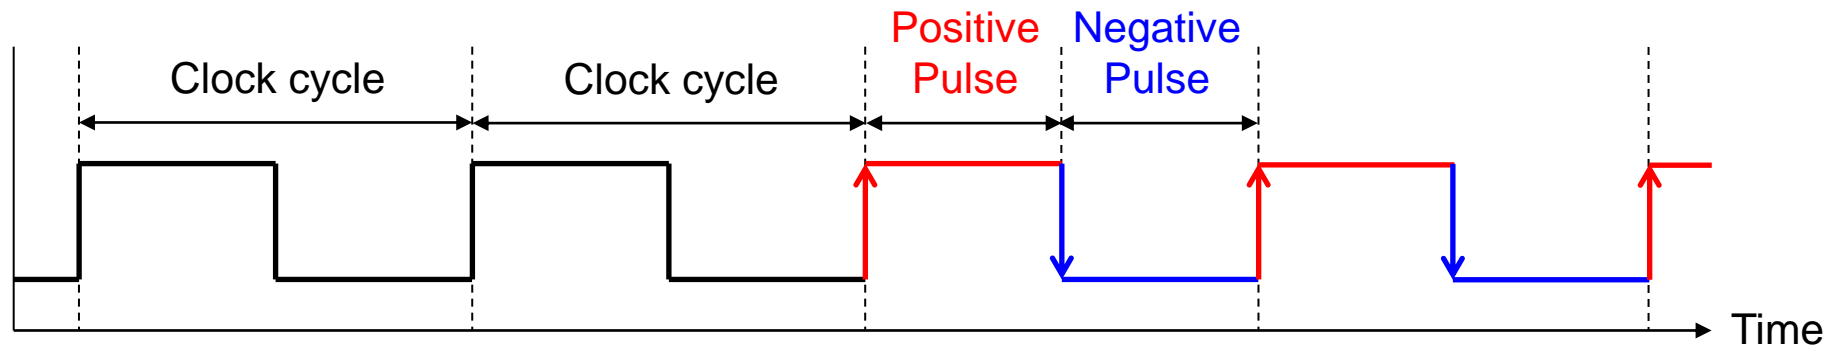 Clock cycle
Clock cycle
Positive
Pulse
Negative
Pulse
Time